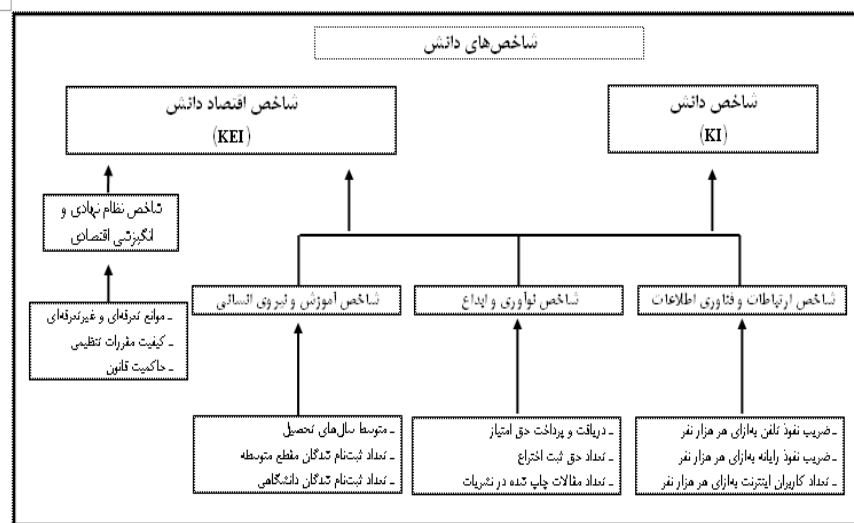 شاخص‌های دانش
شاخص دانش
(KI)
شاخص اقتصاد دانش
(KEI)
شاخص نظام نهادی و
انگیزشی اقتصادی
ـ موانع تعرفه‌ای و غیرتعرفه‌ای
ـ کیفیت مقررات تنظیمی
ـ حاکمیت قانون
شاخص ارتباطات و فناوری اطلاعات
شاخص نوآوری و ابداع
شاخص آموزش و نیروی انسانی
ـ ضریب نفوذ تلفن به‌ازای هر هزار نفر
ـ ضریب نفوذ رایانه به‌ازای هر هزار نفر
ـ تعداد کاربران اینترنت به‌ازای هر هزار نفر
ـ دریافت و پرداخت حق امتیاز
ـ تعداد حق ثبت اختراع
ـ تعداد مقالات چاپ شده در نشریات
ـ متوسط سال‌های تحصیل
ـ تعداد ثبت‌نام شدگان مقطع متوسطه
ـ تعداد ثبت‌نام شدگان دانشگاهی